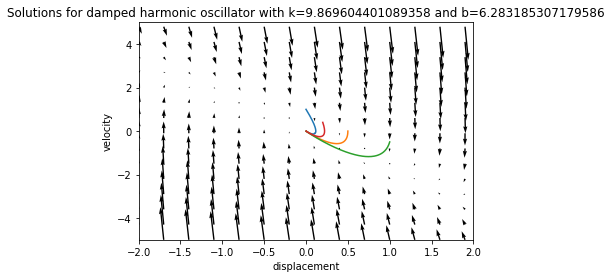 Solutions for damped harmonic oscillator with k=9.869604401089358 and b=6.283185307179586
4
2
0
−2
−4
velocity
−2.0 −1.5 −1.0 −0.5 0.0 0.5 1.0 1.5 2.0
displacement